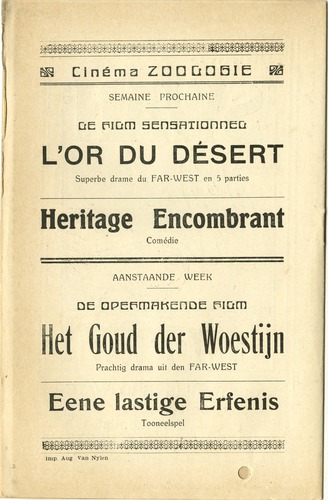 Cinéma ZOOLOGIE
SEMAINE PROCHAINE
LE FILM SENSATIONNEL
L'OR DU DÉSERT
Superbe drame du FAR-WEST en 5 parties
Heritage Encombrant
Comédie
AANSTAANDE WEEK
DE OPERMAKENDE FILM
Het Goud der Woestijn
Prachtig drama uit den FAR-WEST
Eene lastige Erfenis
Tooneelspel
Imp. Aug Van Nylen